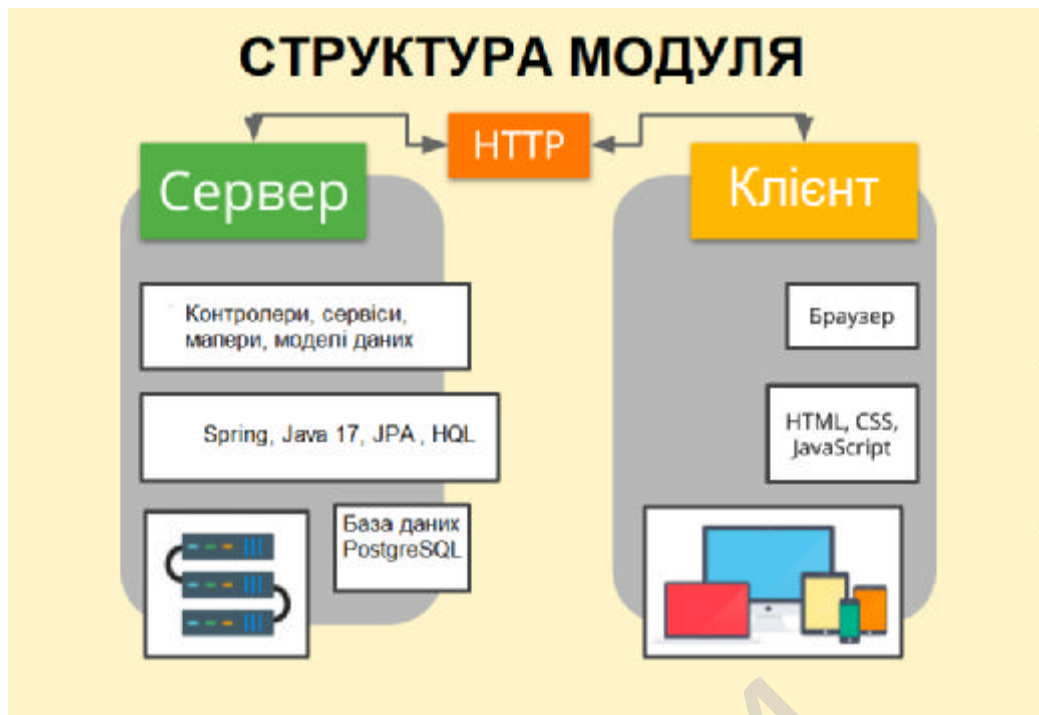 СТРУКТУРА МОДУЛЯ
HTTP
Сервер
Контролери, сервіси,
мапери, моделі даних
Spring, Java 17, JPA , HQL
База даних
PostgreSQL
Клієнт
Браузер
HTML, CSS,
JavaScript